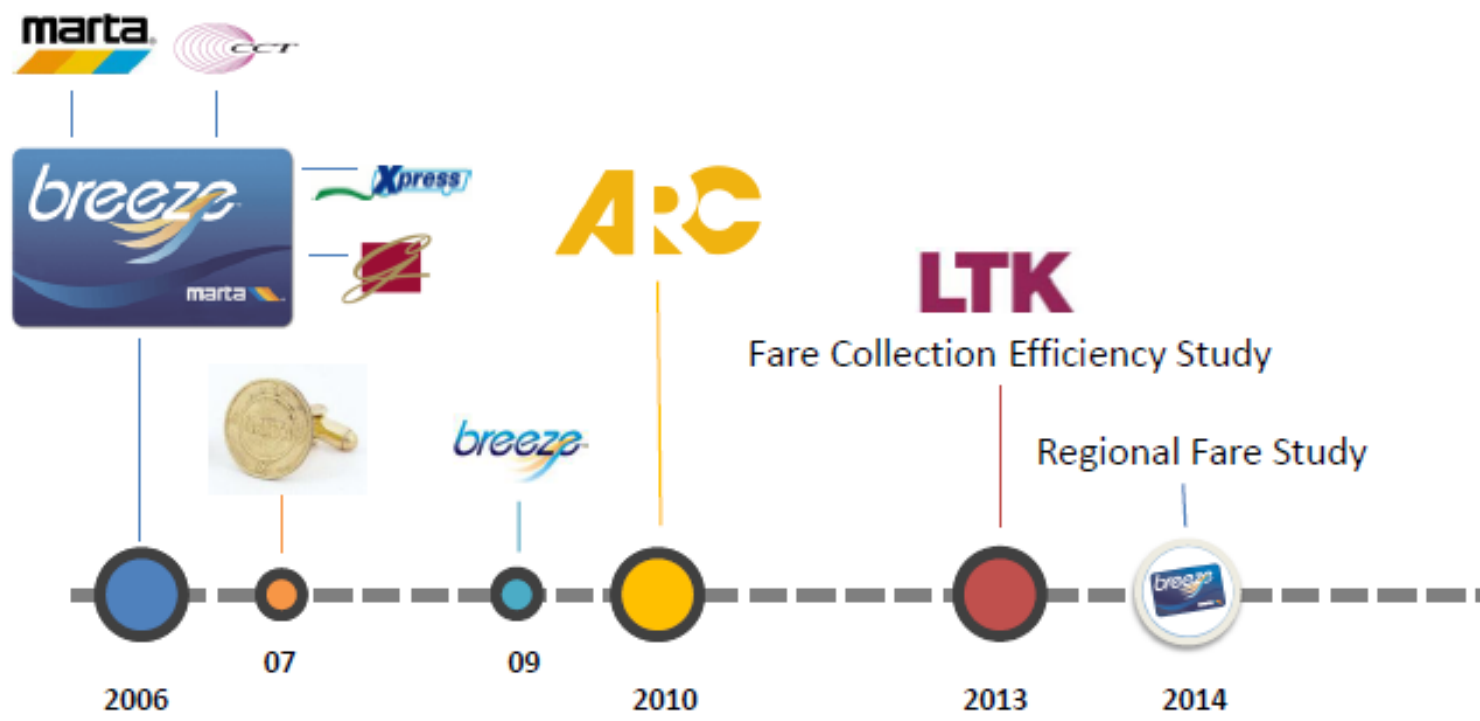 marta
CCT
breeze
marta
Xpress
g
ARC
LTK
Fare Collection Efficiency Study
breeze
Regional Fare Study
breeze
07
09
2006
2010
2013
2014